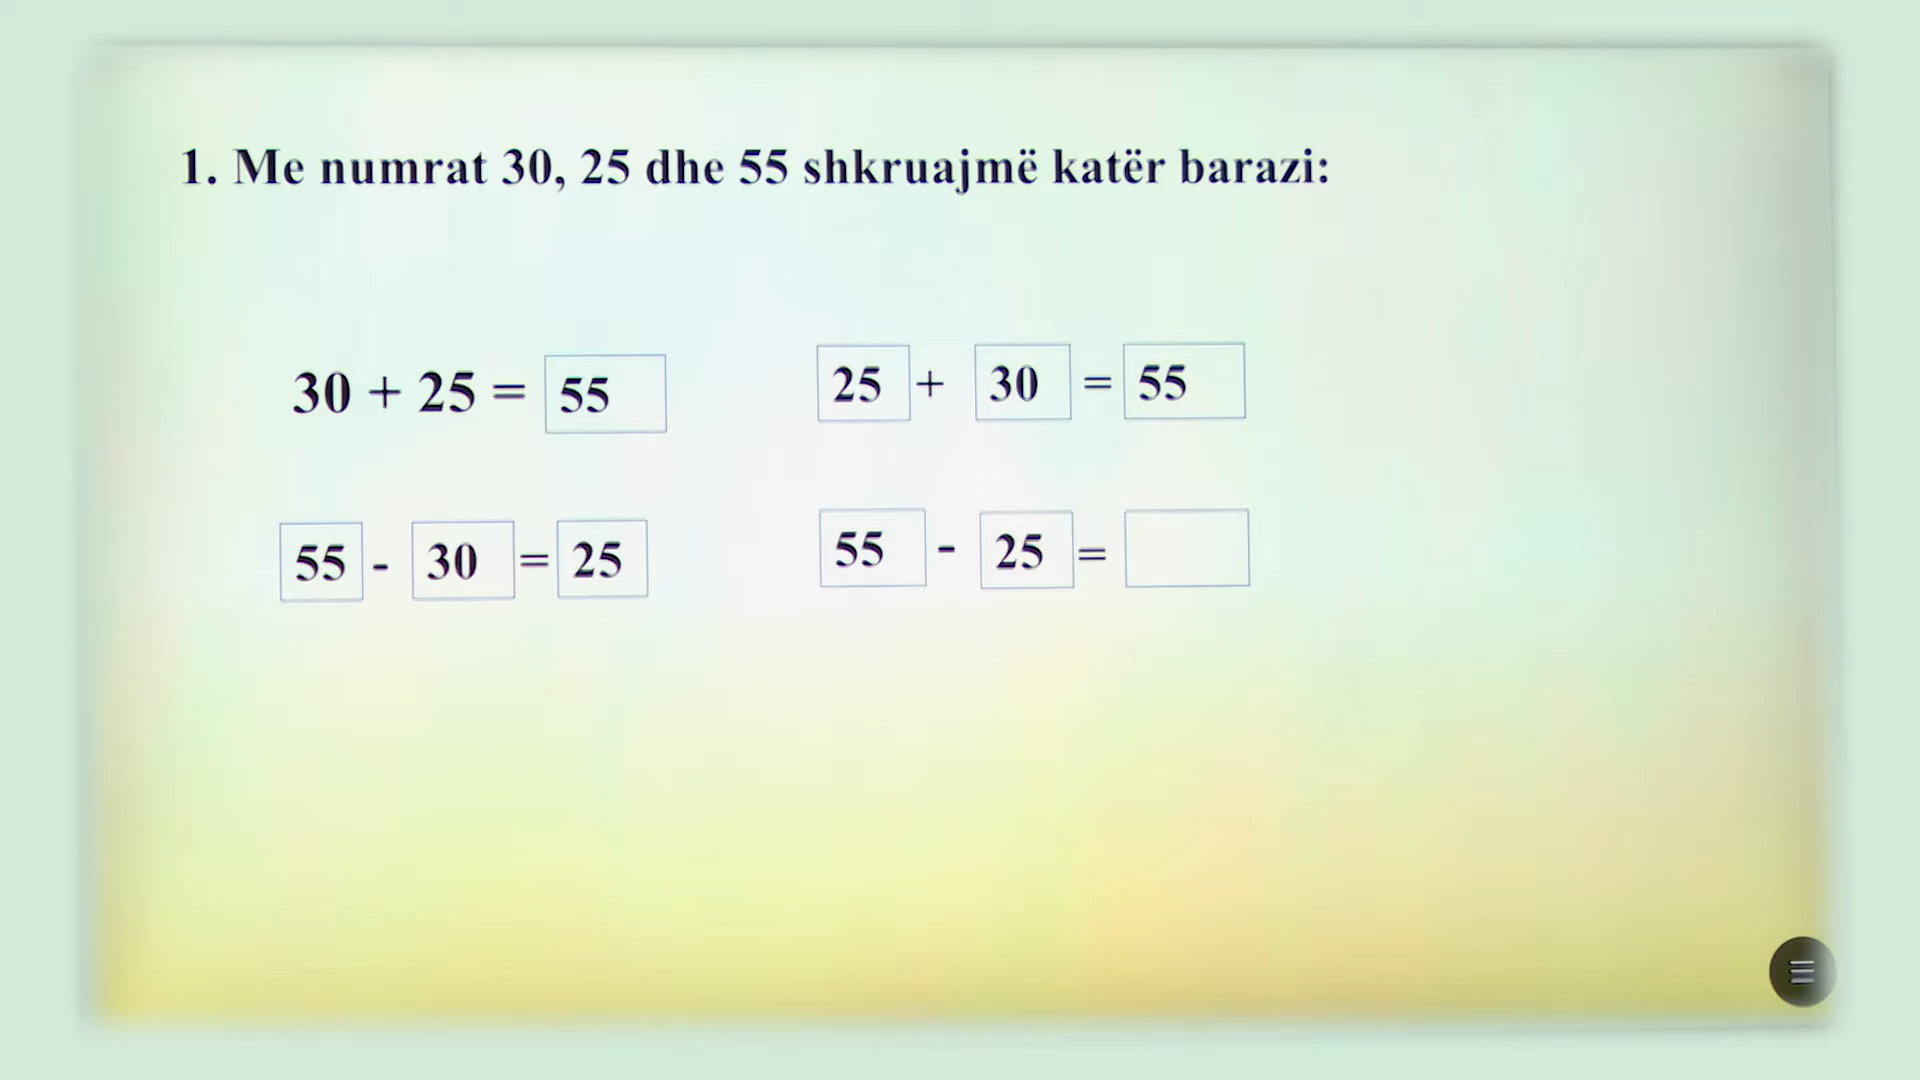 1. Me numrat 30, 25 dhe 55 shkruajmë katër barazi:
30 + 25 = 55
25 + 30 = 55
55 - 30 = 25
55 - 25 =